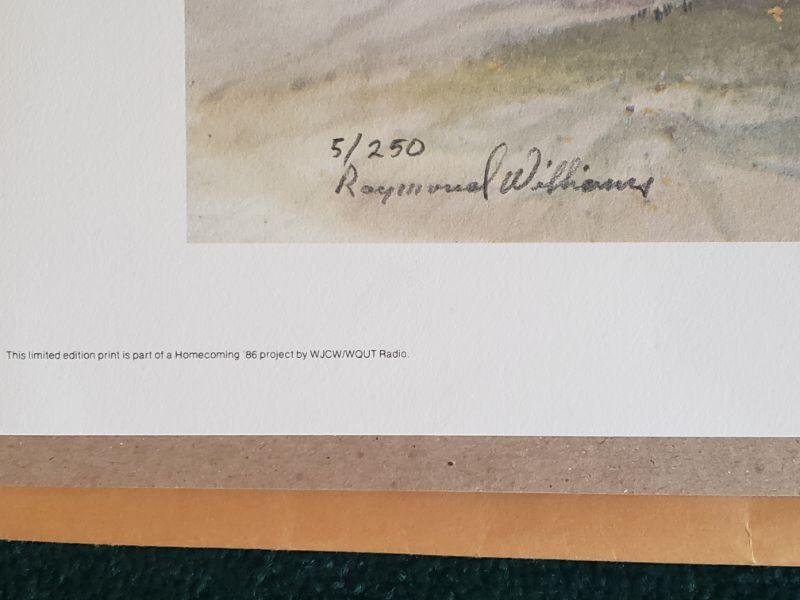 5/250
Raymond Williams
This limited edition print is part of a Homecoming '86 project by WJCW/WQUT Radio.